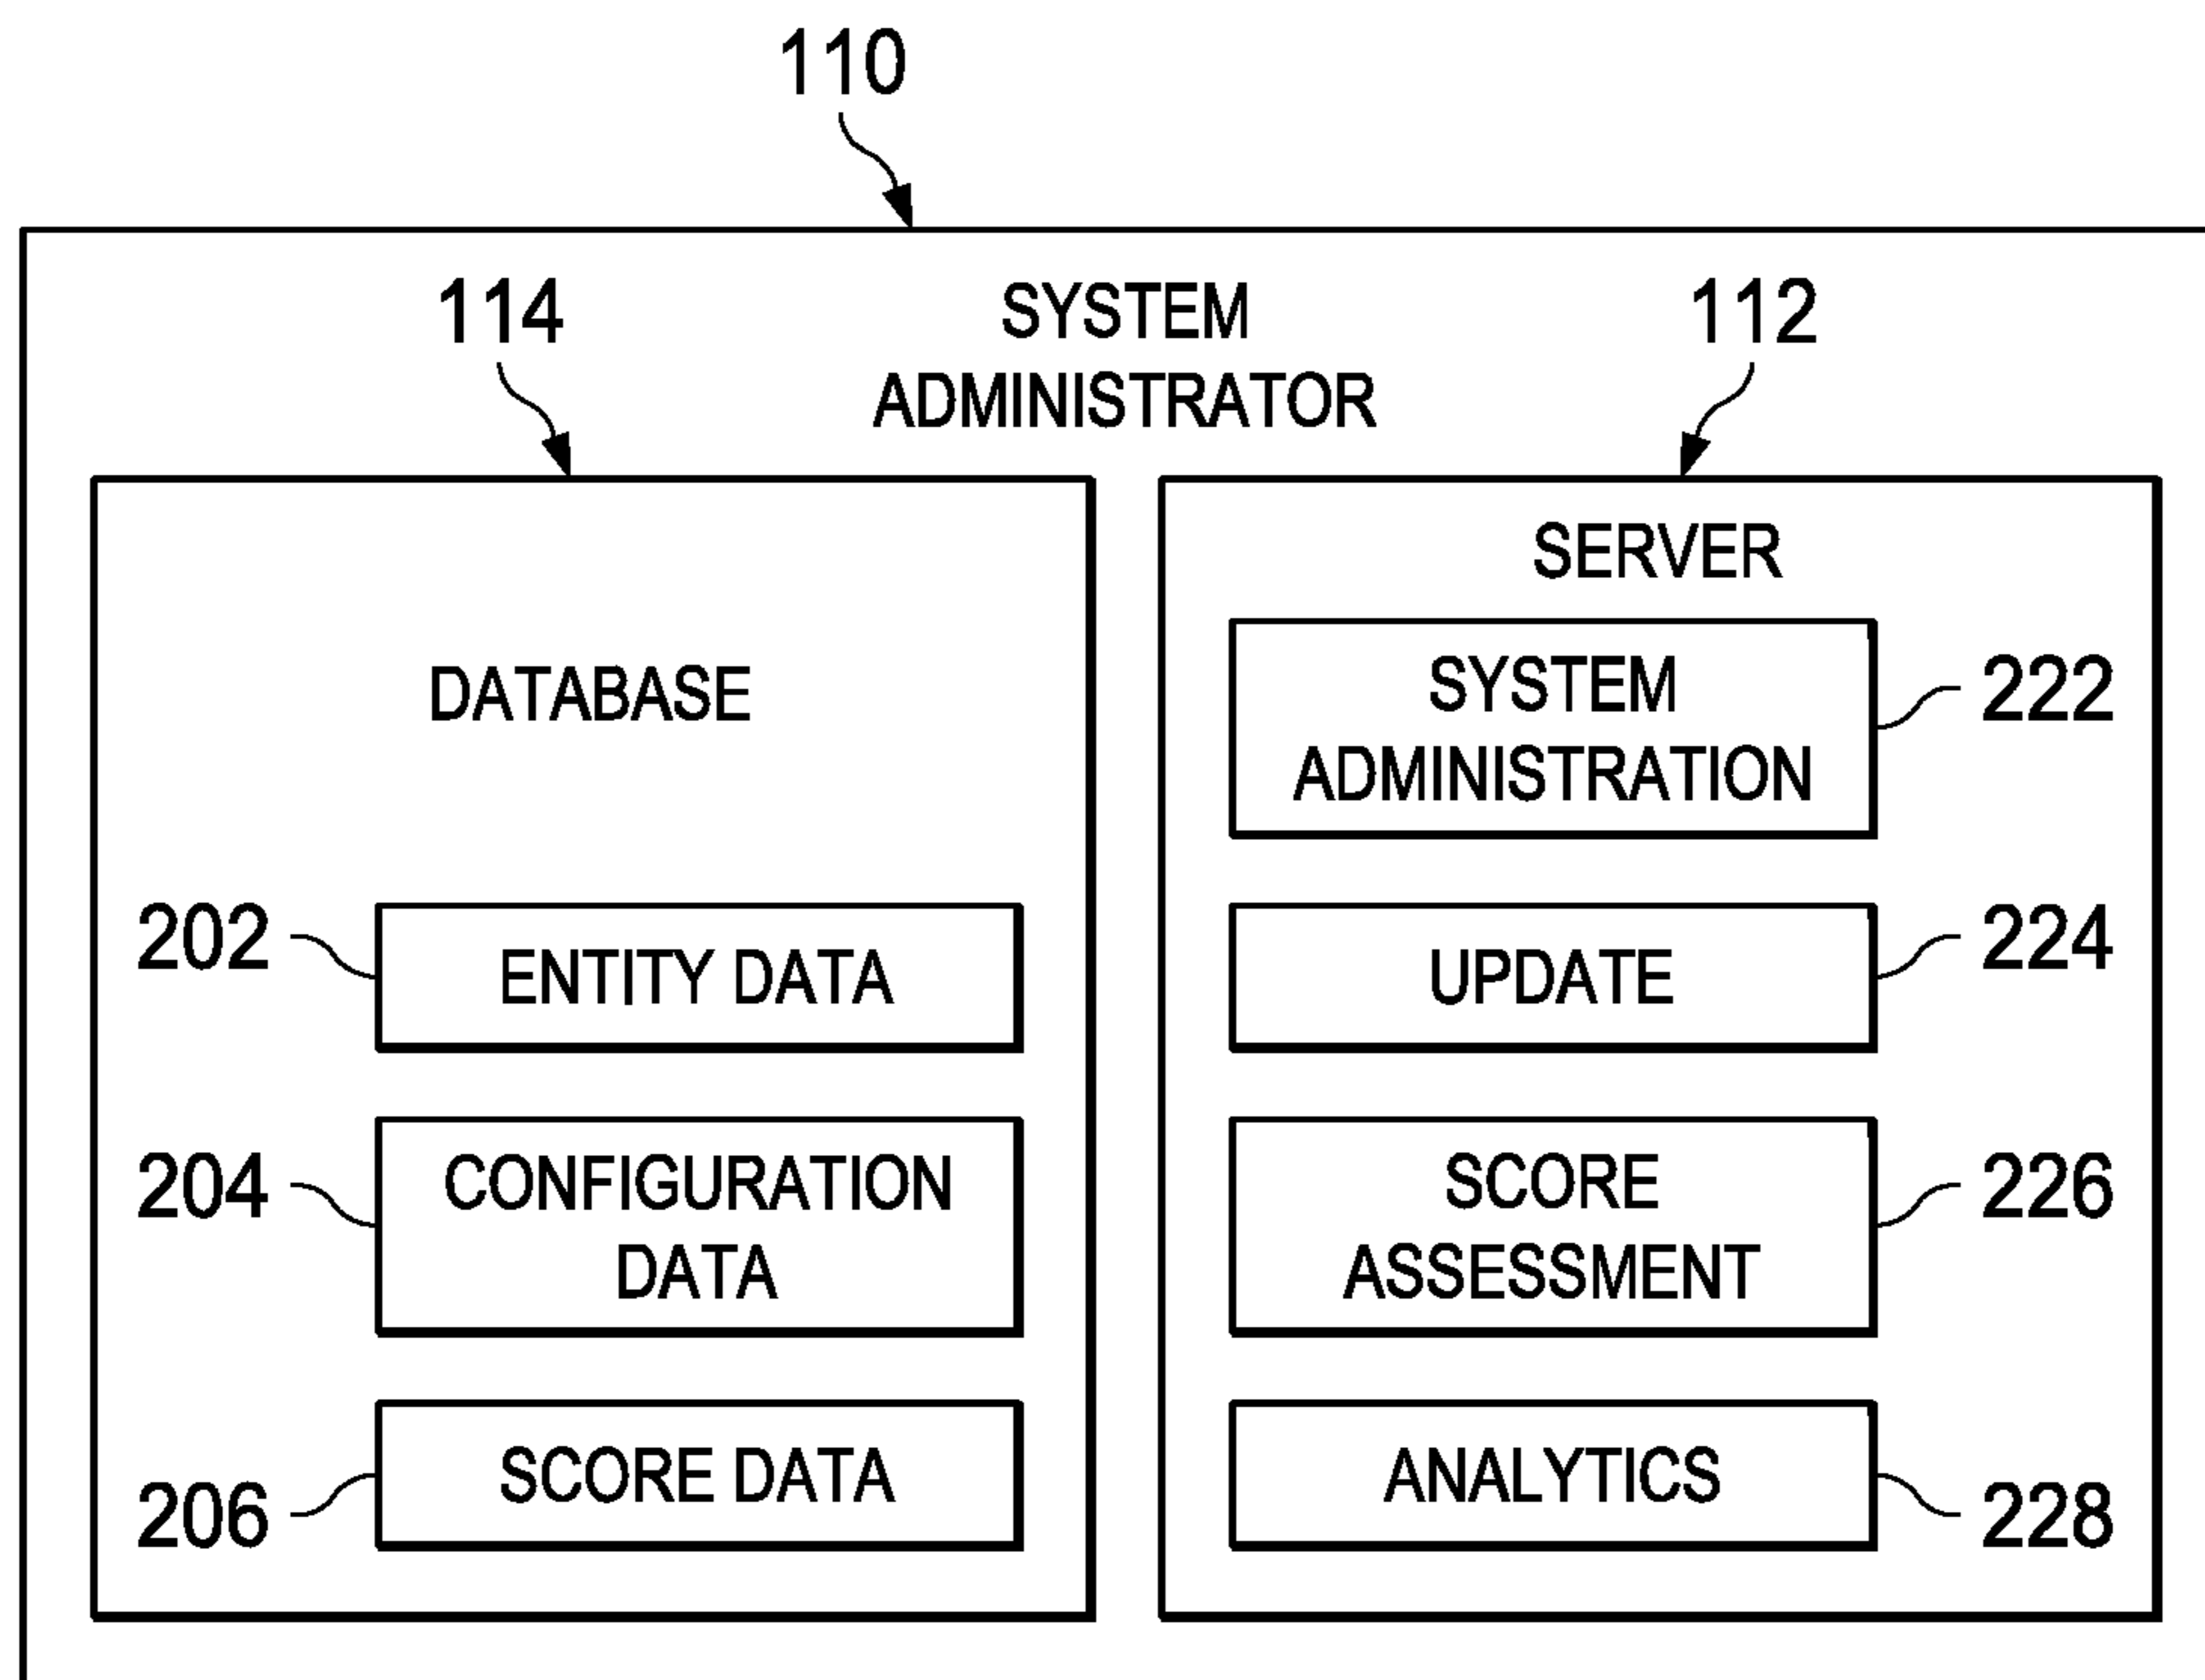 110
SYSTEM
ADMINISTRATOR
114
112
DATABASE
202
ENTITY DATA
204
CONFIGURATION
DATA
206
SCORE DATA
SERVER
SYSTEM
ADMINISTRATION
222
UPDATE
224
SCORE
ASSESSMENT
226
ANALYTICS
228